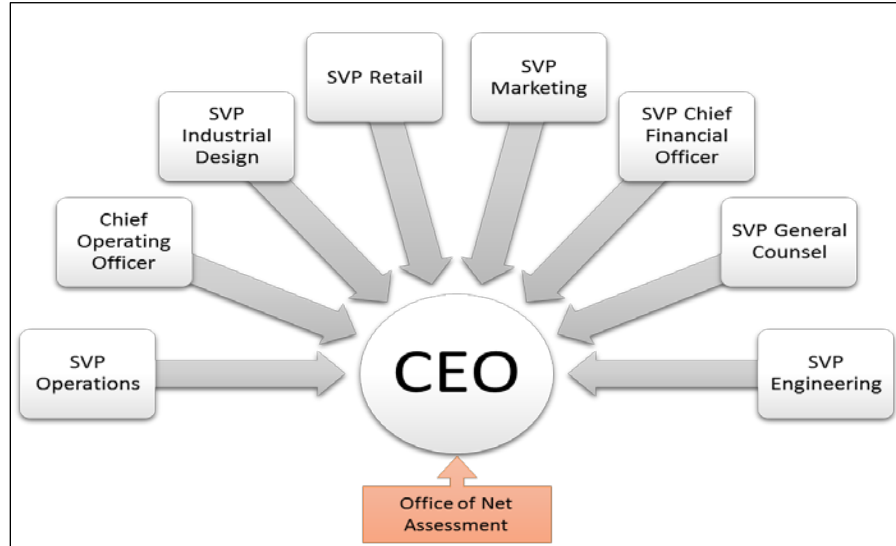 SVP Retail
SVP
Marketing
SVP
Industrial
Design
SVP Chief
Financial
Officer
Chief
Operating
Officer
SVP General
Counsel
SVP
Operations
CEO
SVP
Engineering
Office of Net
Assessment